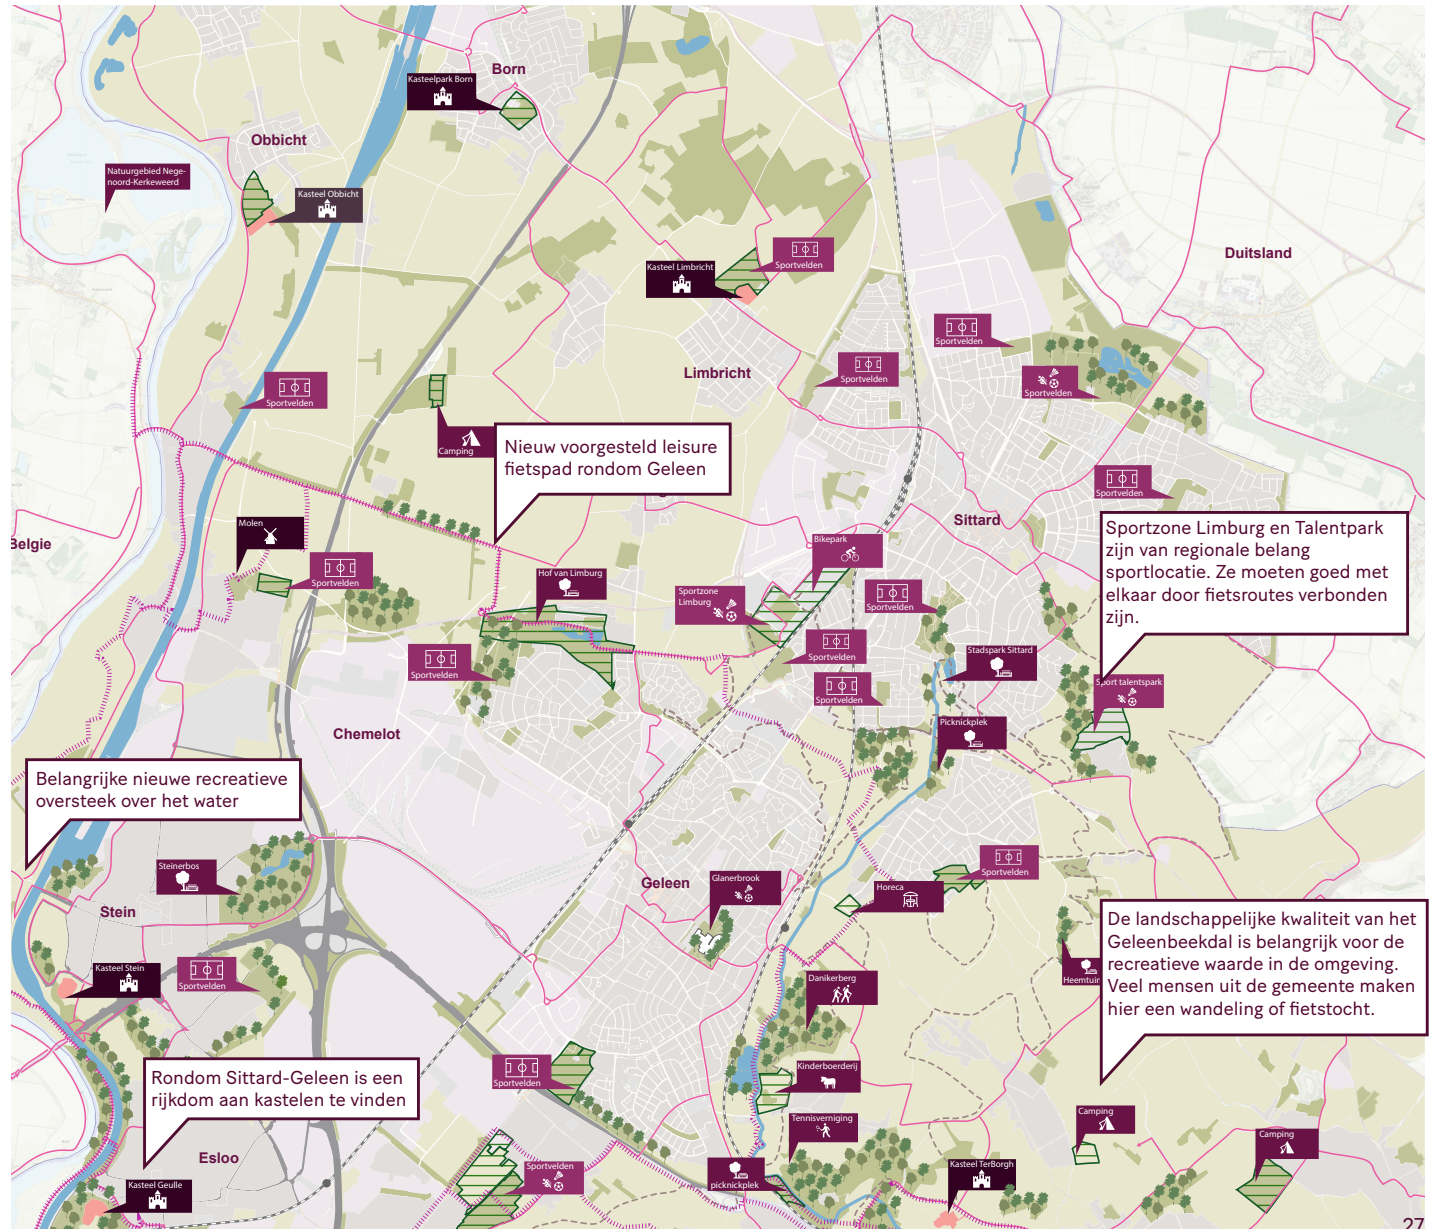 Born
Kasteelpark Born
Obbicht
Natuurgebied Nege-
noord-Kerkeweerd
Kasteel Obbicht
Duitsland
Sportvelden
Kasteel Limbricht
Sportvelden
Limbricht
Sportvelden
Sportvelden
Sportvelden
Camping
Nieuw voorgesteld leisure
fietspad rondom Geleen
Sportvelden
Sittard
Sportzone Limburg en Talentpark
zijn van regionale belang
sportlocatie. Ze moeten goed met
elkaar door fietsroutes verbonden
zijn.
Belgie
Molen
Bikepark
Sportvelden
Hof van Limburg
Sportzone
Limburg
Sportvelden
Sportvelden
Sportvelden
Stadspark Sittard
Sportvelden
Sport talentspark
Picknickplek
Chemelot
Belangrijke nieuwe recreatieve
oversteek over het water
Steinerbos
Geleen
Glanerbrook
Sportvelden
Horeca
Stein
De landschappelijke kwaliteit van het
Geleenbeekdal is belangrijk voor de
recreatieve waarde in de omgeving.
Veel mensen uit de gemeente maken
hier een wandeling of fietstocht.
Kasteel Stein
Sportvelden
Danikerberg
Heemtuin
Sportvelden
Kinderboerderij
Rondom Sittard-Geleen is een
rijkdom aan kastelen te vinden
Tennisverniging
Camping
Camping
Esloo
Sportvelden
picknickplek
Kasteel TerBorgh
Kasteel Geulle
27